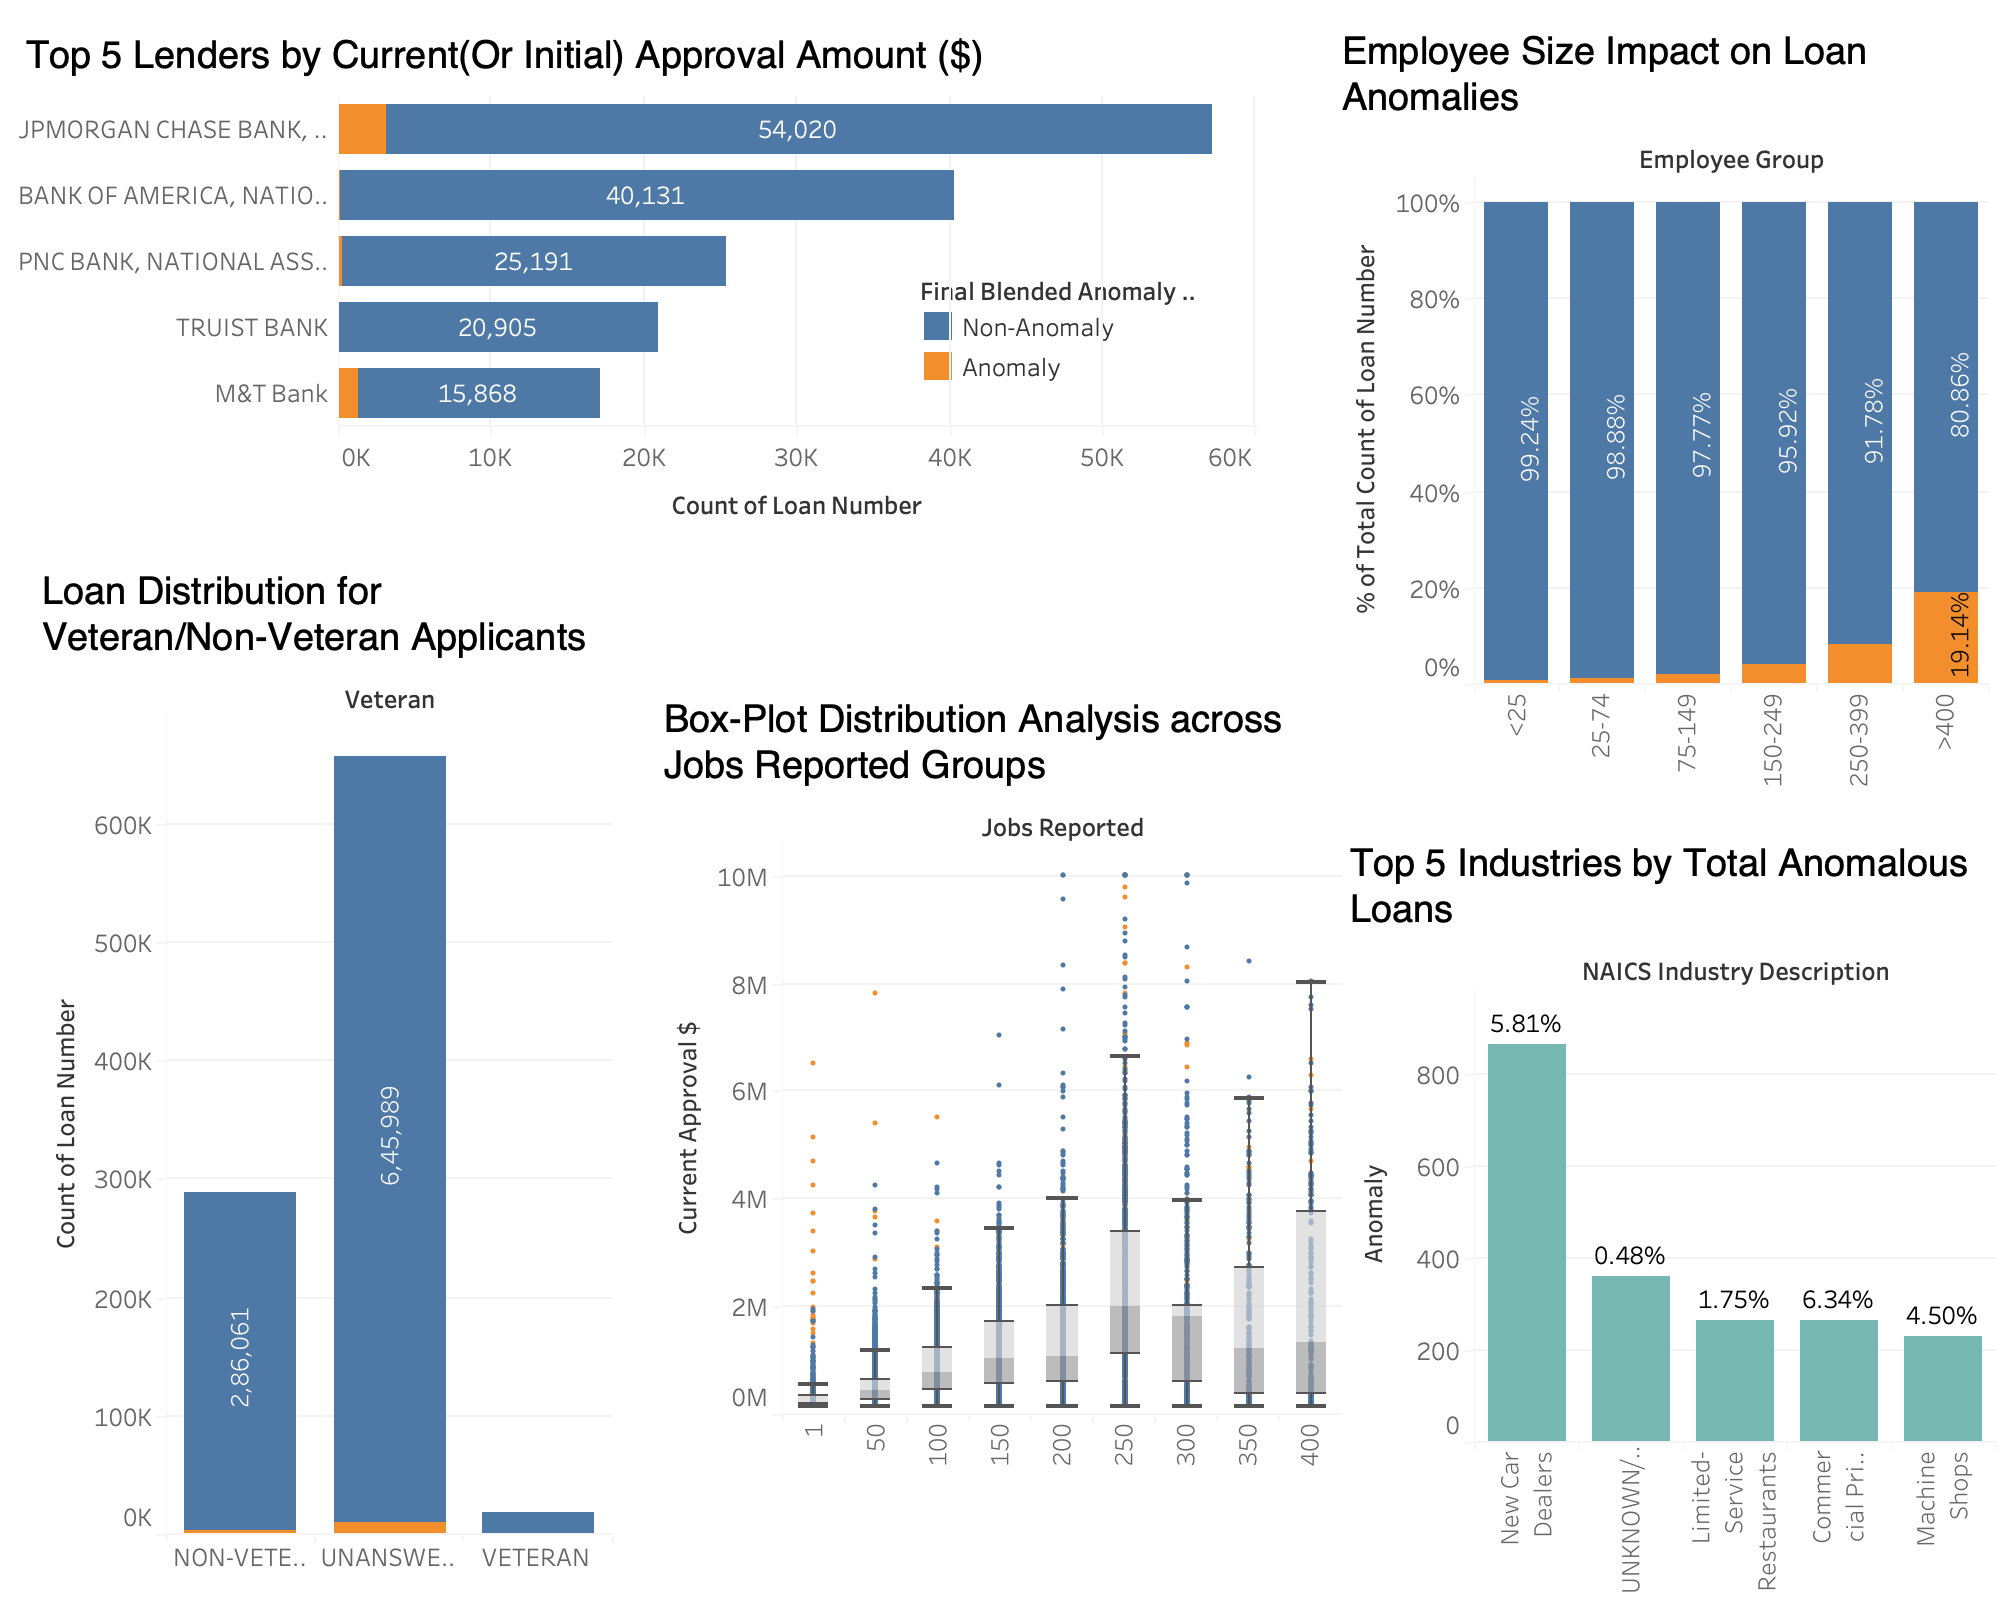 Top 5 Lenders by Current(Or Initial) Approval Amount ($)
JPMORGAN CHASE BANK, ..
54,020
BANK OF AMERICA, NATIO..
40,131
PNC BANK, NATIONAL ASS..
25,191
TRUIST BANK
20,905
M&T Bank
15,868
Final Blended Anomaly ..
Non-Anomaly
Anomaly
0K 10K 20K 30K 40K 50K 60K
Count of Loan Number
Employee Size Impact on Loan
Anomalies
Employee Group
% of Total Count of Loan Number
100%
80%
60%
40%
20%
0%
99.24%
98.88%
97.77%
95.92%
91.78%
80.86%
19.14%
<25
25-74
75-149
150-249
250-399
>400
Loan Distribution for
Veteran/Non-Veteran Applicants
Veteran
Count of Loan Number
600K
500K
400K
300K
200K
100K
0K
2,86,061
6,45,989
NON-VETE.. UNANSWE.. VETERAN
Box-Plot Distribution Analysis across
Jobs Reported Groups
Jobs Reported
Current Approval $
10M
8M
6M
4M
2M
0M
1
50
100
150
200
250
300
350
400
Top 5 Industries by Total Anomalous
Loans
NAICS Industry Description
Anomaly
800
600
400
200
0
5.81%
0.48%
1.75%
6.34%
4.50%
New Car
Dealers
UNKNOWN/..
Limited-
Service
Restaurants
Commer
cial Pri..
Machine
Shops